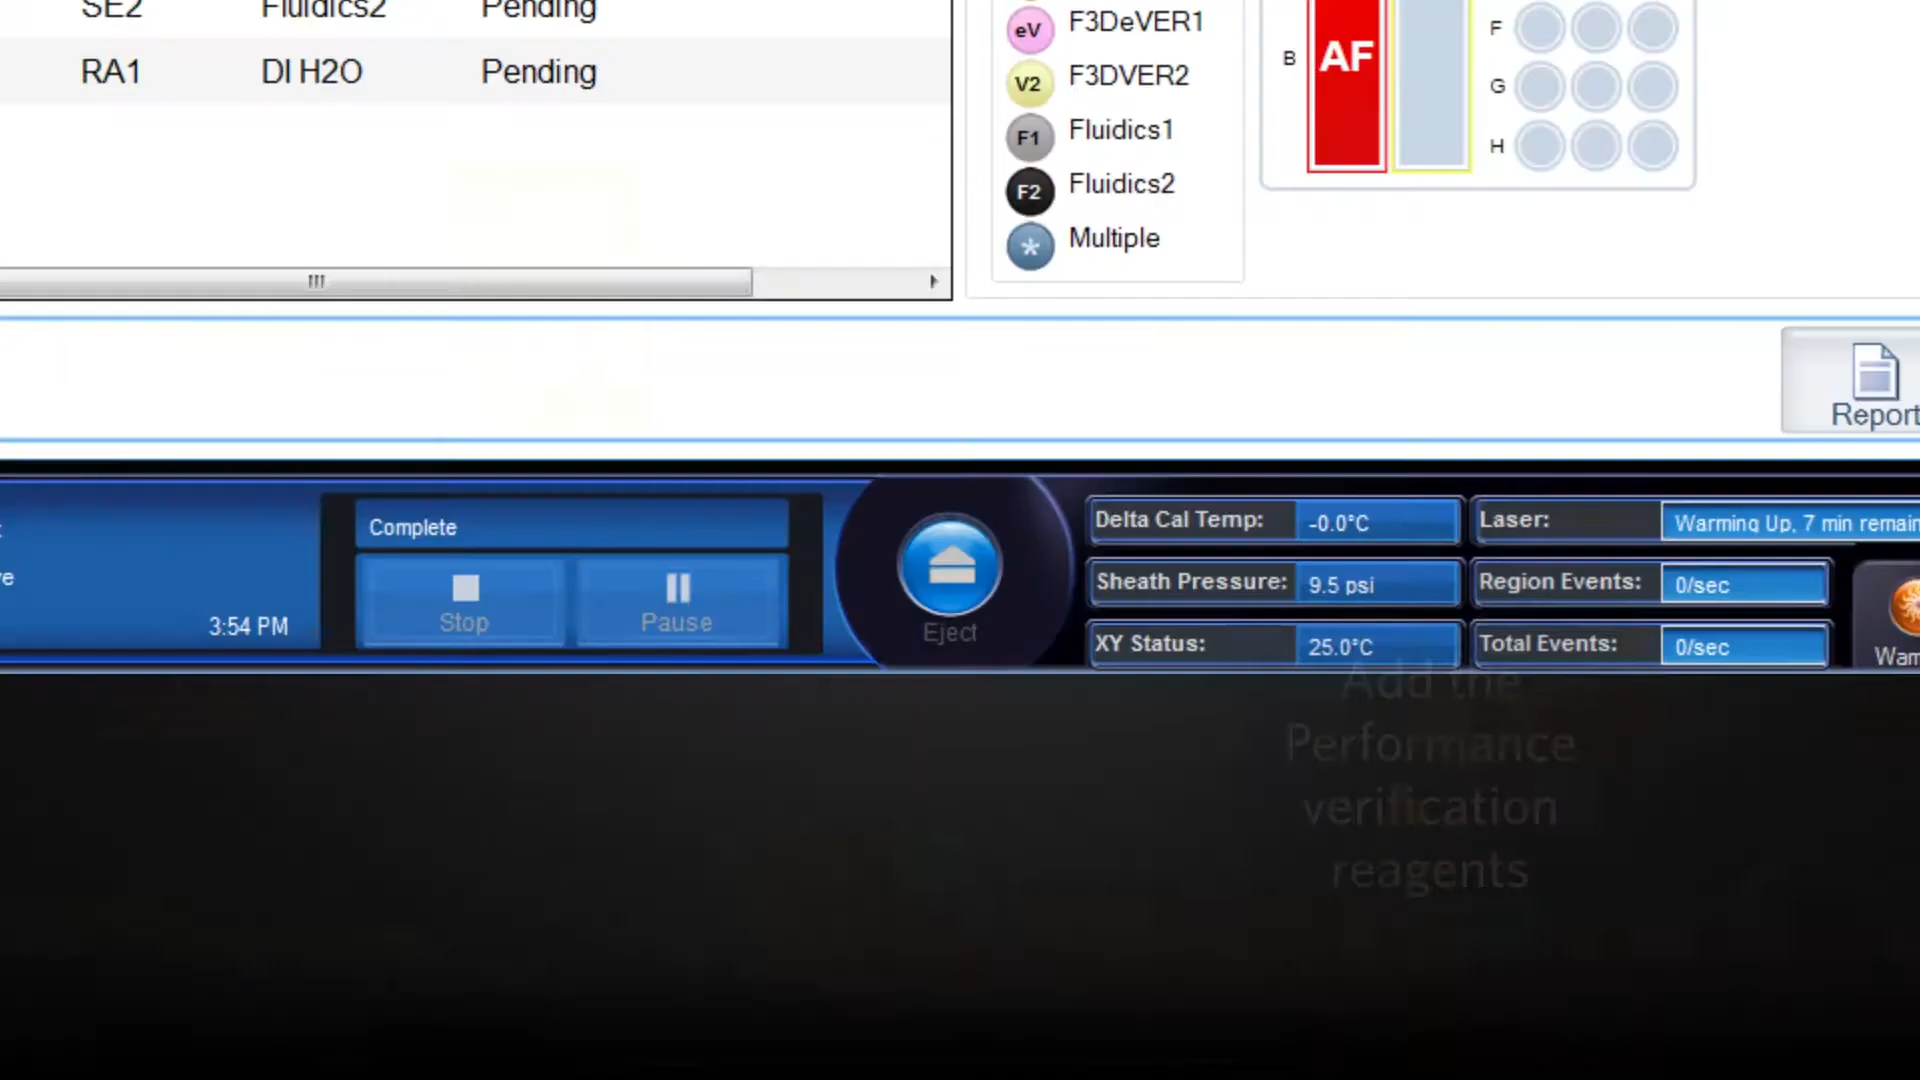 SE2 Fluidics2 Pending
RA1 DI H2O Pending
eV F3DeVER1
V2 F3DVER2
F1 Fluidics1
F2 Fluidics2
* Multiple
B AF
F
G
H
Report
3:54 PM
Complete
Stop Pause
Eject
Delta Cal Temp: -0.0°C
Sheath Pressure: 9.5 psi
XY Status: 25.0°C
Laser: Warming Up, 7 min remain
Region Events: 0/sec
Total Events: 0/sec
Add the
Performance
verification
reagents